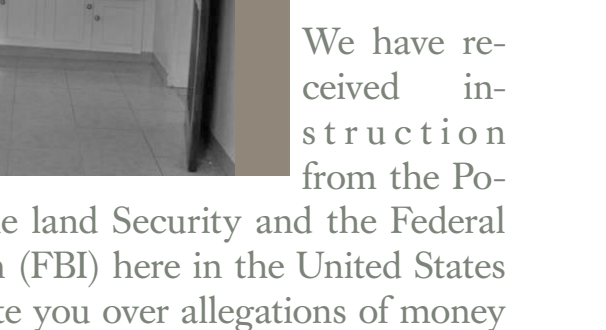 We have re-
ceived in-
struction
from the Po-
land Security and the Federal
(FBI) here in the United States
you over allegations of money